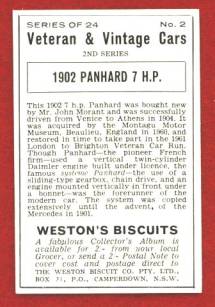 SERIES OF 24 No. 2
Veteran & Vintage Cars
2ND SERIES
1902 PANHARD 7 H.P.
This 1902 7 h.p. Panhard was bought new
by Mr. John Morant and was successfully
driven from Venice to Athens in 1904. It
was acquired by the Montagu Motor
Museum, Beaulieu, England in 1960, and
restored in time to take part in the 1961
London to Brighton Veteran Car Run.
Though Panhard—the pioneer French
firm—used a vertical twin-cylinder
Daimler engine built under licence, the
famous systeme Panhard—the use of a
sliding-type gearbox, chain drive, and an
engine mounted vertically in front under
a bonnet—was the forerunner of the
modern car. The system was copied
extensively until the advent, of the
Mercedes in 1901.
WESTON'S BISCUITS
A fabulous Collector's Album is
available for 2/- from your local
Grocer, or send a 2/- Postal Note to
cover cost and postage direct to
THE WESTON BISCUIT CO. PTY. LTD.,
BOX 71, P.O., CAMPERDOWN, N.S.W.